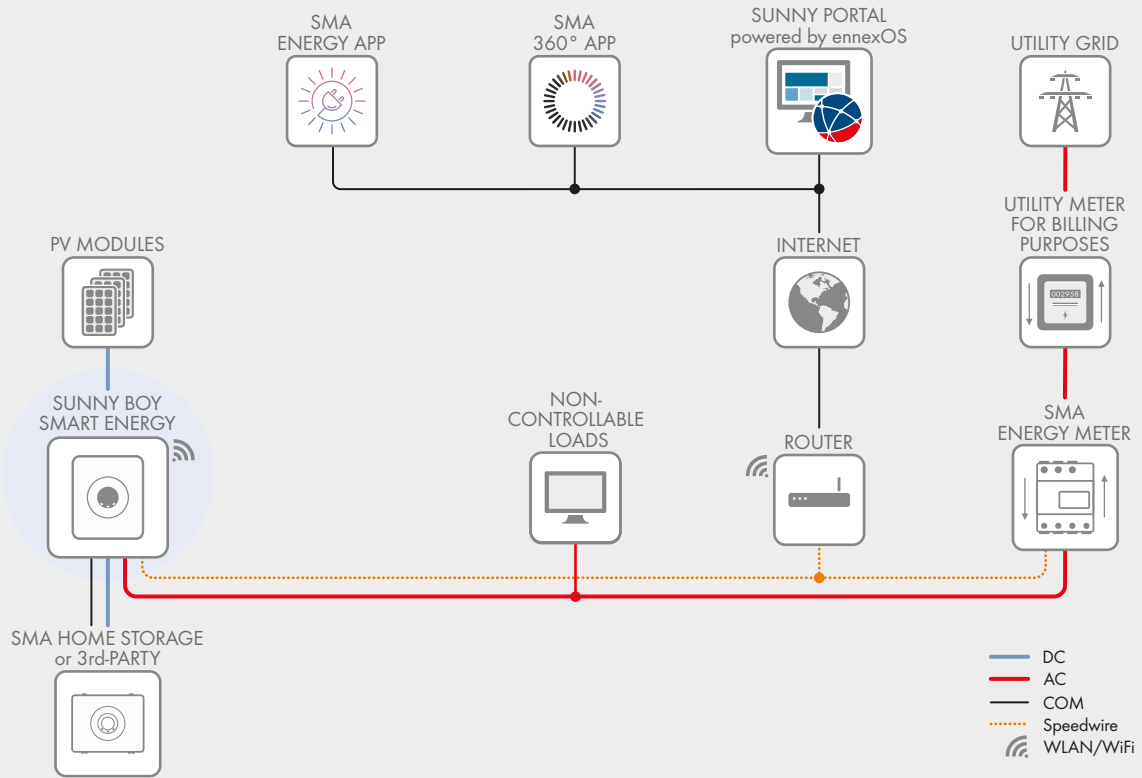 SMA
ENERGY APP
SMA
360° APP
SUNNY PORTAL
powered by ennexOS
UTILITY GRID
UTILITY METER
FOR BILLING
PURPOSES
002958
PV MODULES
INTERNET
SUNNY BOY
SMART ENERGY
NON-
CONTROLLABLE
LOADS
ROUTER
SMA
ENERGY METER
SMA HOME STORAGE
or 3rd-PARTY
DC
AC
COM
Speedwire
WLAN/WiFi